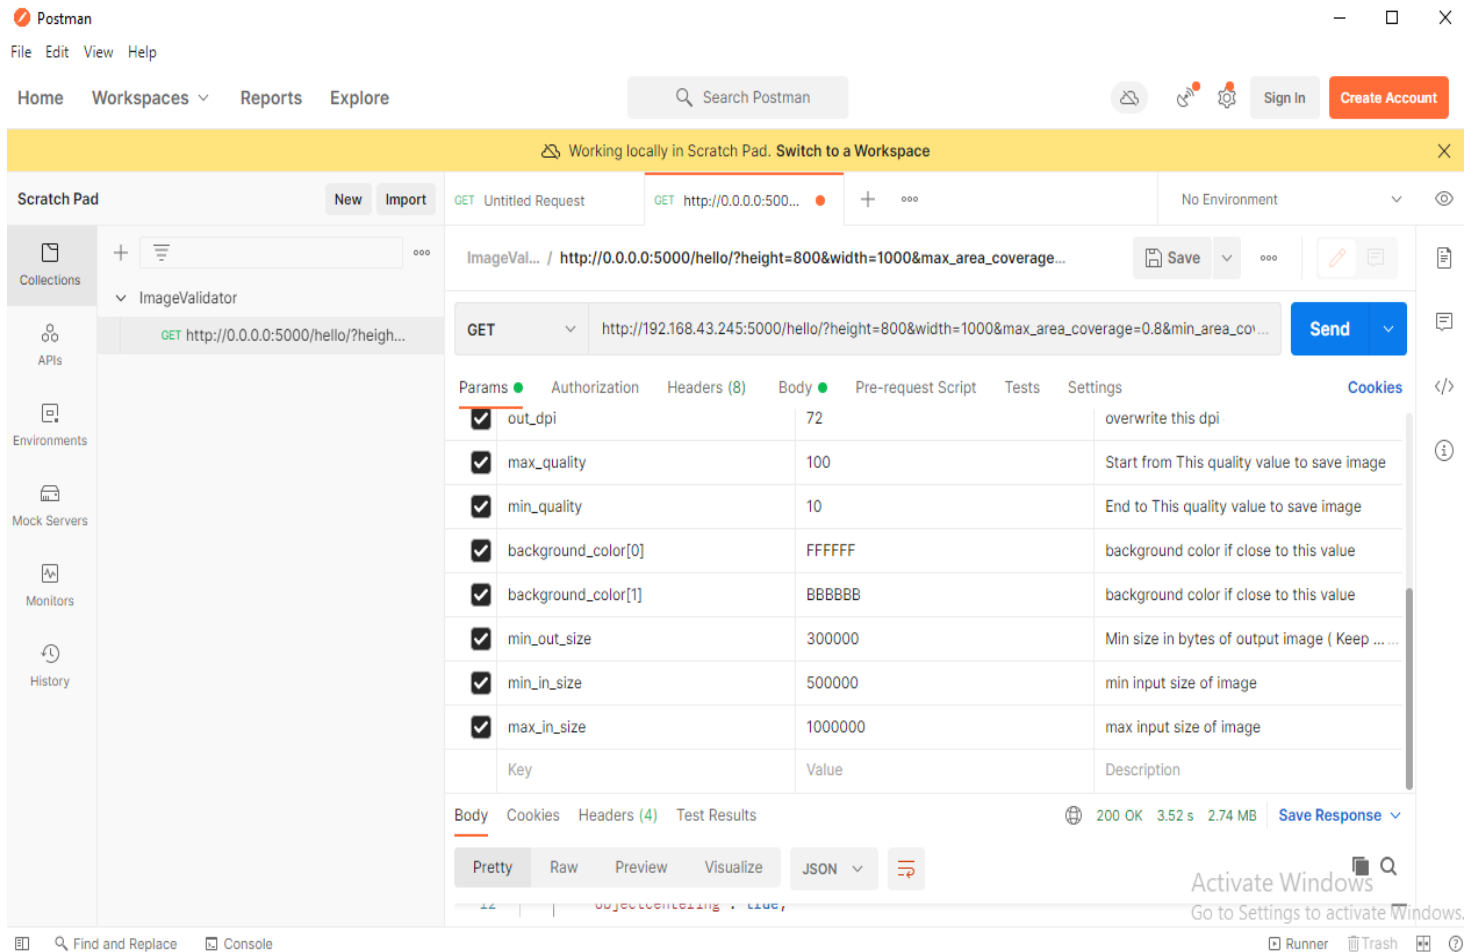 Postman
File Edit View Help
Home Workspaces Reports Explore Search Postman Sign In Create Account
Working locally in Scratch Pad. Switch to a Workspace
Scratch Pad New Import GET Untitled Request GET http://0.0.0.0:500... No Environment
Collections
ImageValidator
GET http://0.0.0.0:5000/hello/?heigh...
APIs
Environments
Mock Servers
Monitors
History
ImageVal... / http://0.0.0.0:5000/hello/?height=800&width=1000&max_area_coverage... Save
GET http://192.168.43.245:5000/hello/?height=800&width=1000&max_area_coverage=0.8&min_area_cov... Send
Params Authorization Headers (8) Body Pre-request Script Tests Settings Cookies
out_dpi 72 overwrite this dpi
max_quality 100 Start from This quality value to save image
min_quality 10 End to This quality value to save image
background_color[0] FFFFFF background color if close to this value
background_color[1] BBBBBB background color if close to this value
min_out_size 300000 Min size in bytes of output image ( Keep ...
min_in_size 500000 min input size of image
max_in_size 1000000 max input size of image
Key Value Description
Body Cookies Headers (4) Test Results 200 OK 3.52 s 2.74 MB Save Response
Pretty Raw Preview Visualize JSON
12 "objectcentering": true,
Activate Windows
Go to Settings to activate Windows.
Find and Replace Console Runner Trash